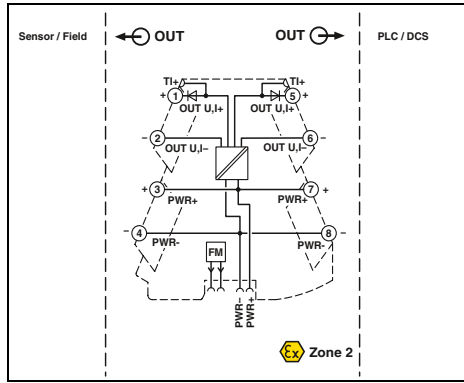 Sensor / Field
OUT
OUT
PLC / DCS
TI+
TI+
+ 1
5 +
OUT U,I+
OUT U,I+
– 2
6 –
OUT U,I–
OUT U,I–
+ 3
7 +
PWR+
PWR+
– 4
8 –
PWR-
PWR-
FM
PWR-
PWR+
Ex Zone 2